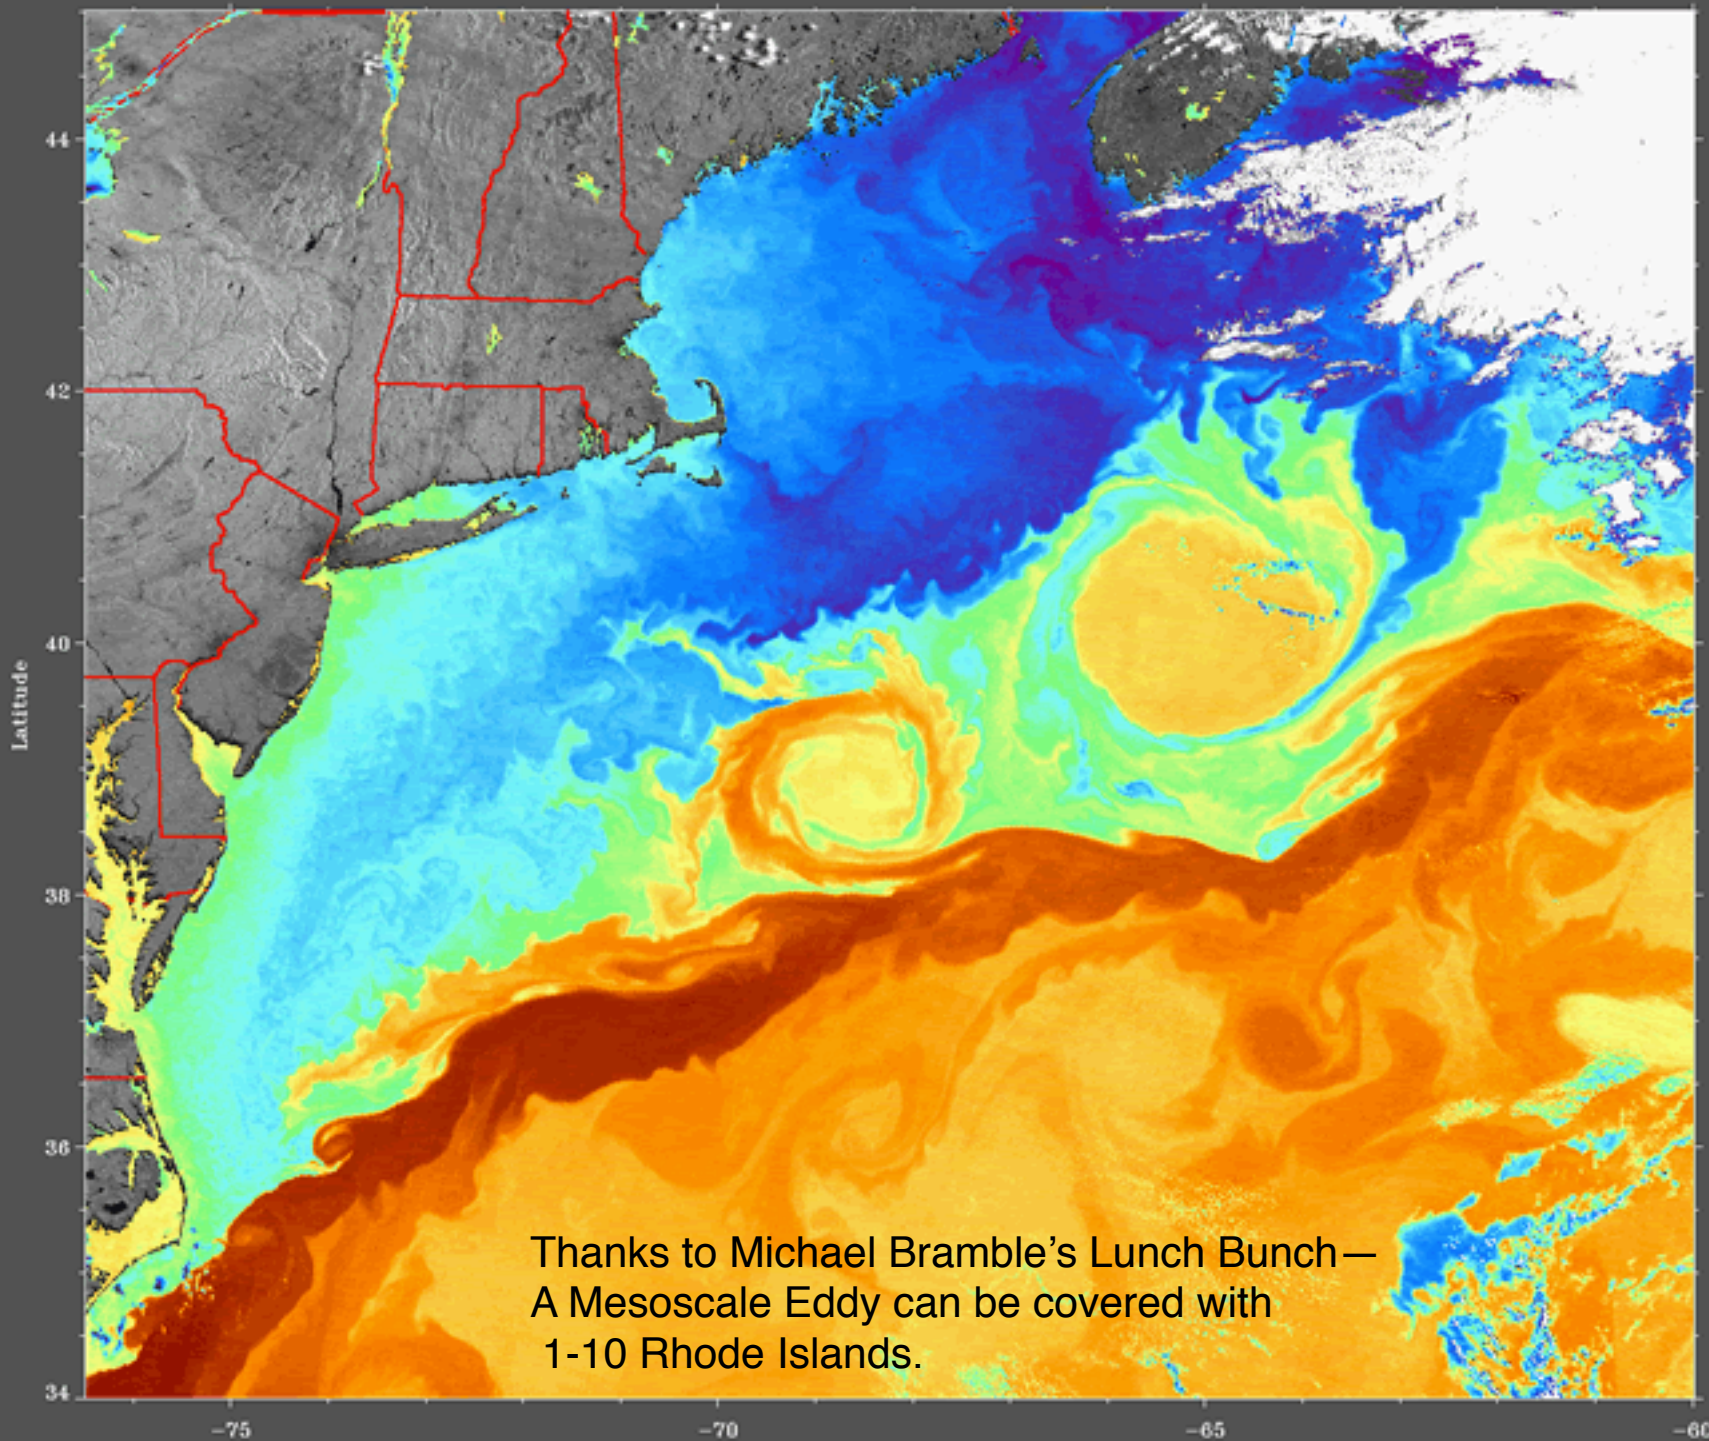 44
42
40
38
36
34
Latitude
Thanks to Michael Bramble’s Lunch Bunch—
A Mesoscale Eddy can be covered with
1-10 Rhode Islands.
−75
−70
−65
−60